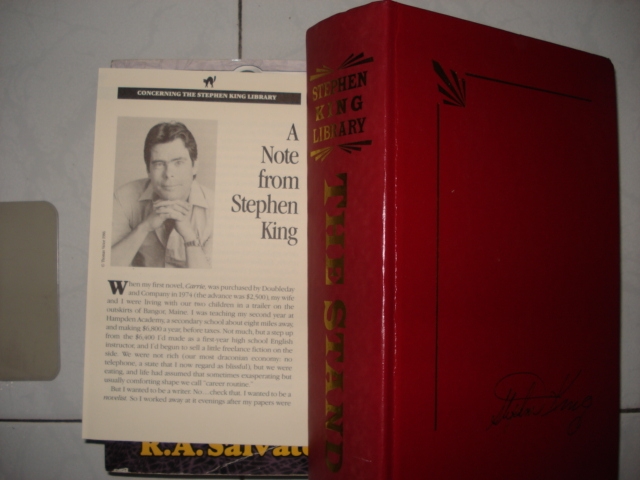 CONCERNING THE STEPHEN KING LIBRARY
A
Note
from
Stephen
King
When my first novel, Carrie, was purchased by Doubleday
and Company in 1974 (the advance was $2,500), my wife
and I were living with our two children in a trailer on the
outskirts of Bangor, Maine. I was teaching my second year at
Hampden Academy, a secondary school about eight miles away,
and making $6,800 a year, before taxes. Not much, but a step up
from the $6,400 I'd made as a first-year high school English
instructor, and I'd begun to sell a little freelance fiction on the
side. We were not rich (our most draconian economy: no
telephone, a state that I now regard as blissful), but we were
eating, and life had assumed that sometimes exasperating but
usually comforting shape we call "career routine."
But I wanted to be a writer. No...check that: I wanted to be a
novelist. So I worked away at it evenings after my papers were
STEPHEN
KING
LIBRARY
THE STAND
Stephen King
R.A. Salvato